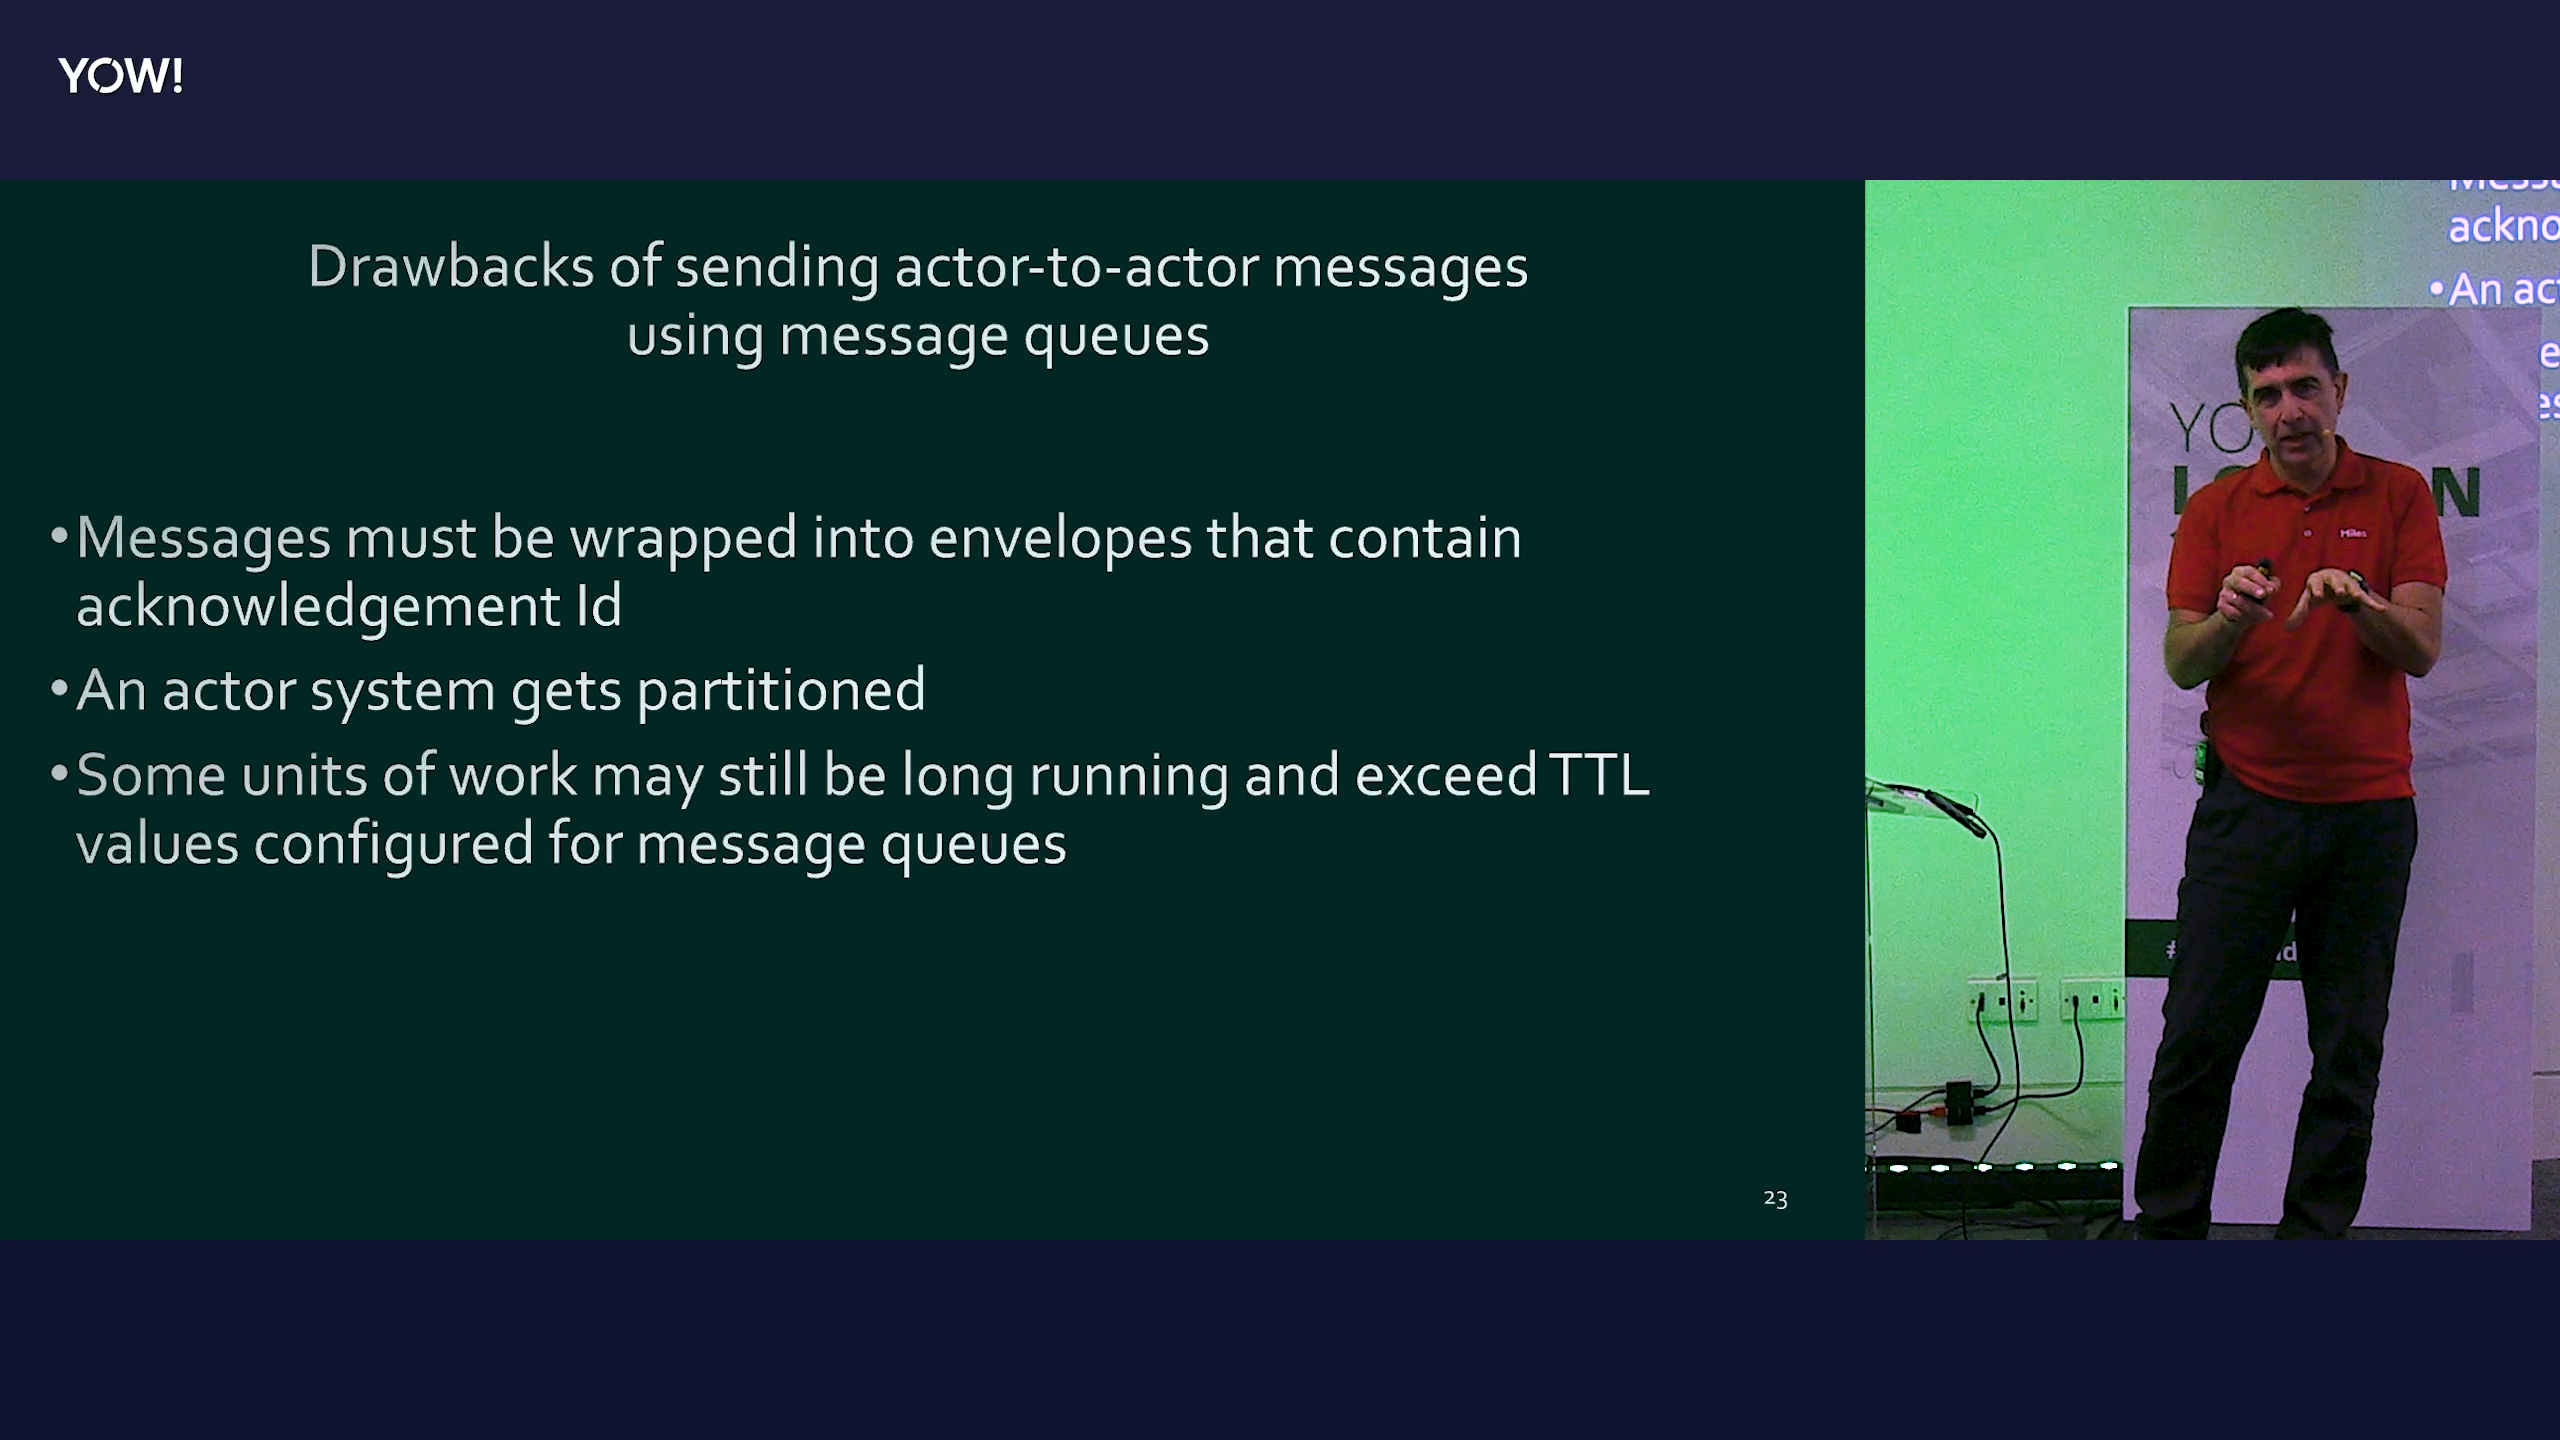 YOW!
Drawbacks of sending actor-to-actor messages
using message queues
•Messages must be wrapped into envelopes that contain
acknowledgement Id
•An actor system gets partitioned
•Some units of work may still be long running and exceed TTL
values configured for message queues
23
•An
Miles